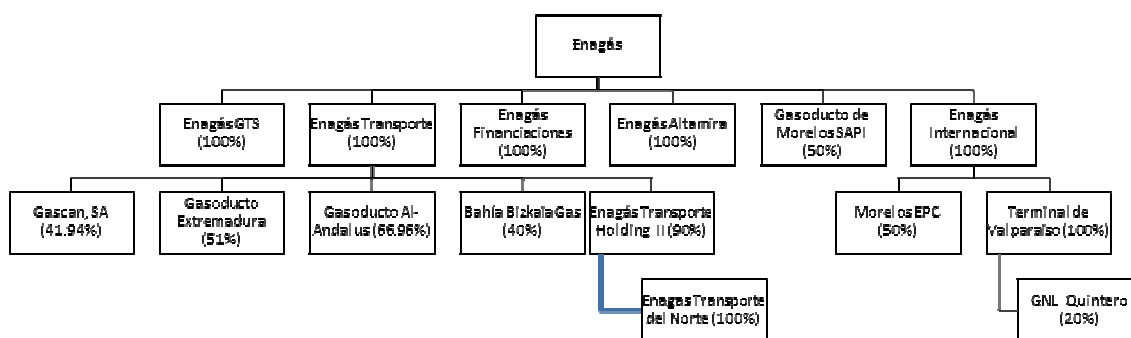 Enagás
Enagás GTS
(100%)
Enagás Transporte
(100%)
Enagás
Financiaciones
(100%)
Enagás Altamira
(100%)
Gasoducto de
Morelos SAPI
(50%)
Enagás
Internacional
(100%)
Gascan, SA
(41.94%)
Gasoducto
Extremadura
(51%)
Gasoducto Al-
Andalus (66.96%)
Bahía Bizkaia Gas
(40%)
Enagás Transporte
Holding II (90%)
Morelos EPC
(50%)
Terminal de
Valparaíso (100%)
Enagas Transporte
del Norte (100%)
GNL Quintero
(20%)